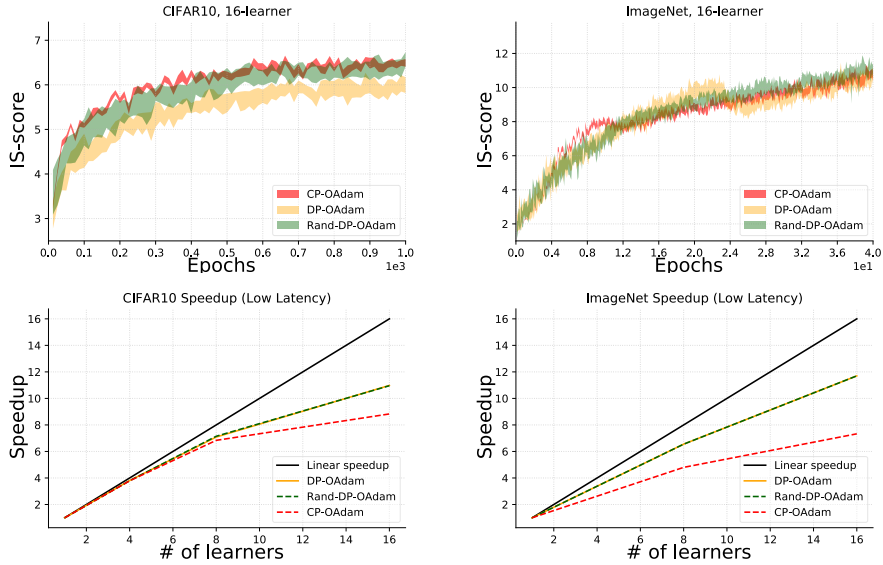 CIFAR10, 16-learner
IS-score
7
6
5
4
3
0.0 0.1 0.2 0.3 0.4 0.5 0.6 0.7 0.8 0.9 1.0
1e3
Epochs
CP-OAdam
DP-OAdam
Rand-DP-OAdam
ImageNet, 16-learner
IS-score
12
10
8
6
4
2
0.0 0.4 0.8 1.2 1.6 2.0 2.4 2.8 3.2 3.6 4.0
1e1
Epochs
CP-OAdam
DP-OAdam
Rand-DP-OAdam
CIFAR10 Speedup (Low Latency)
Speedup
16
14
12
10
8
6
4
2
2 4 6 8 10 12 14 16
# of learners
Linear speedup
DP-OAdam
Rand-DP-OAdam
CP-OAdam
ImageNet Speedup (Low Latency)
Speedup
16
14
12
10
8
6
4
2
2 4 6 8 10 12 14 16
# of learners
Linear speedup
DP-OAdam
Rand-DP-OAdam
CP-OAdam